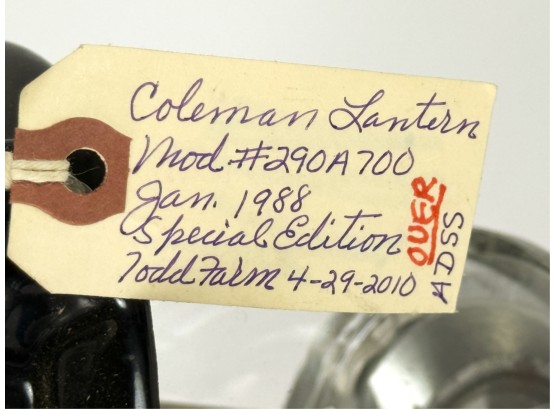 Coleman Lantern
Mod #290A700
Jan. 1988
Special Edition
Todd Farm 4-29-2010
OVER
ADSS